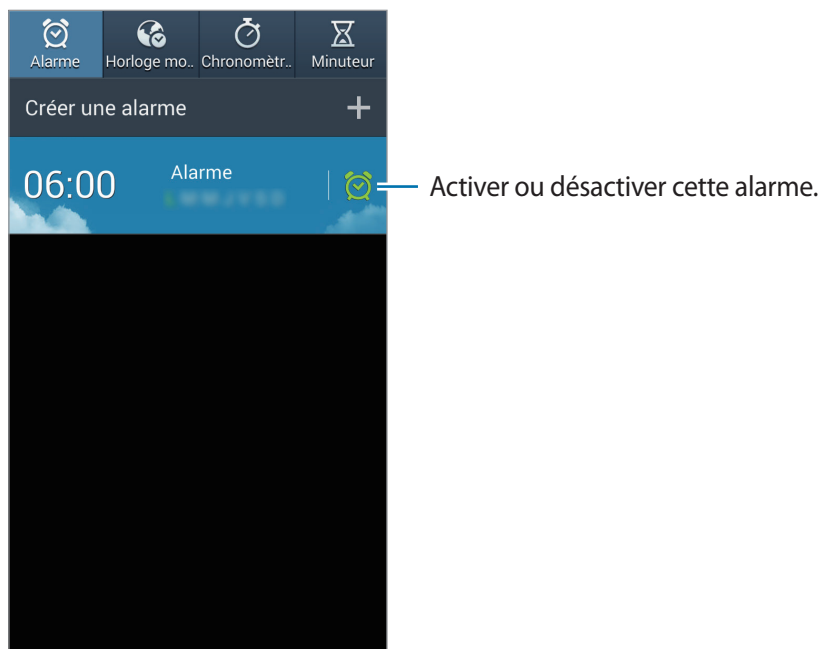 Alarme
Horloge mo..
Chronomètr..
Minuteur
Créer une alarme
06:00
Alarme
Activer ou désactiver cette alarme.